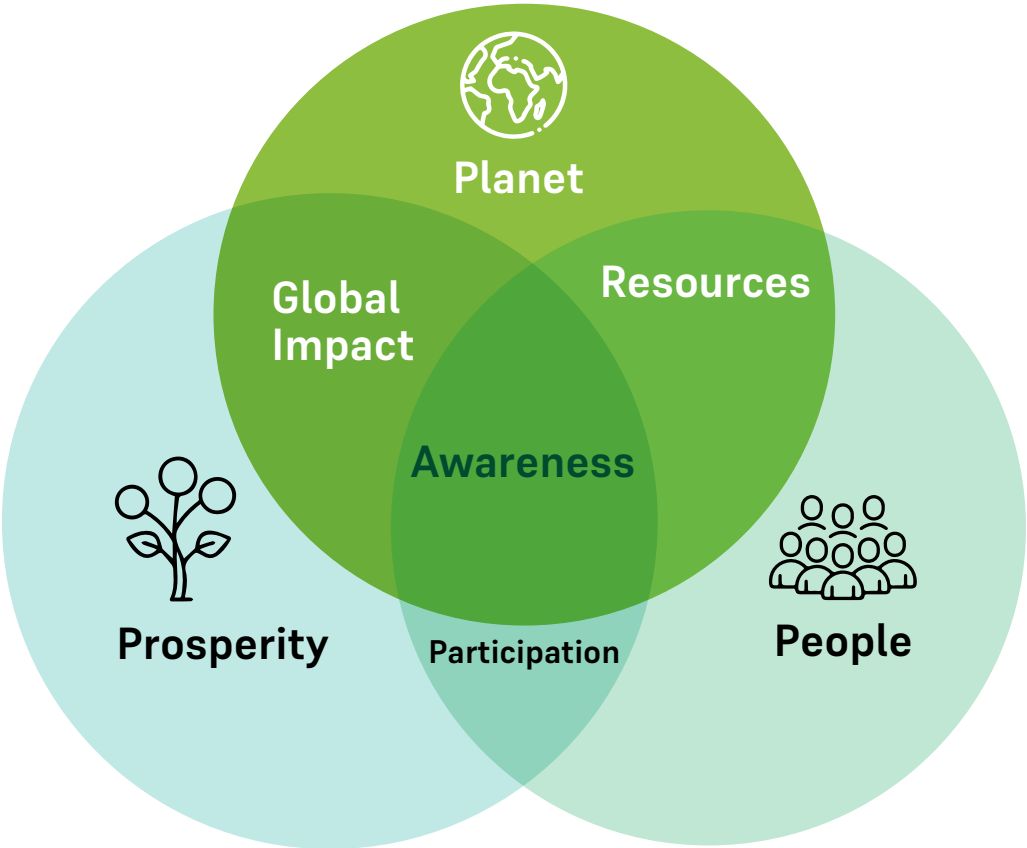 Planet
Global
Impact
Resources
Awareness
Prosperity
Participation
People